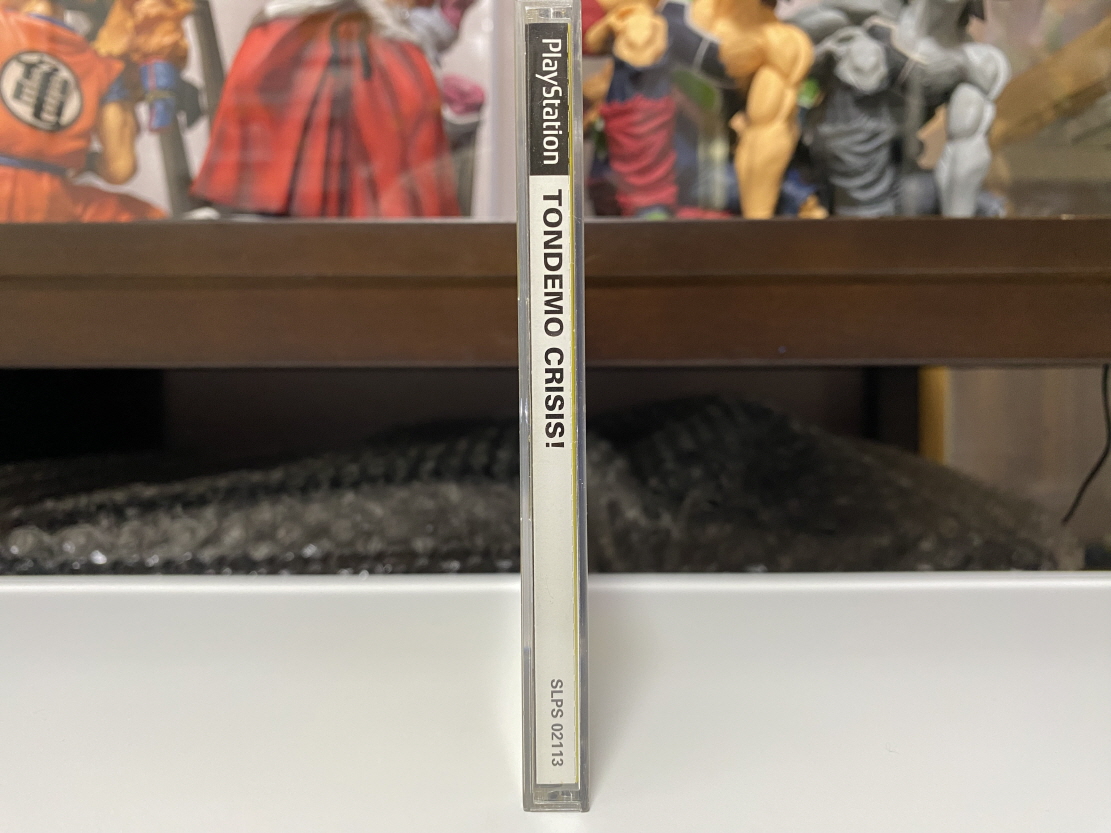 PlayStation
TONDEMO CRISIS!
SLPS 02113